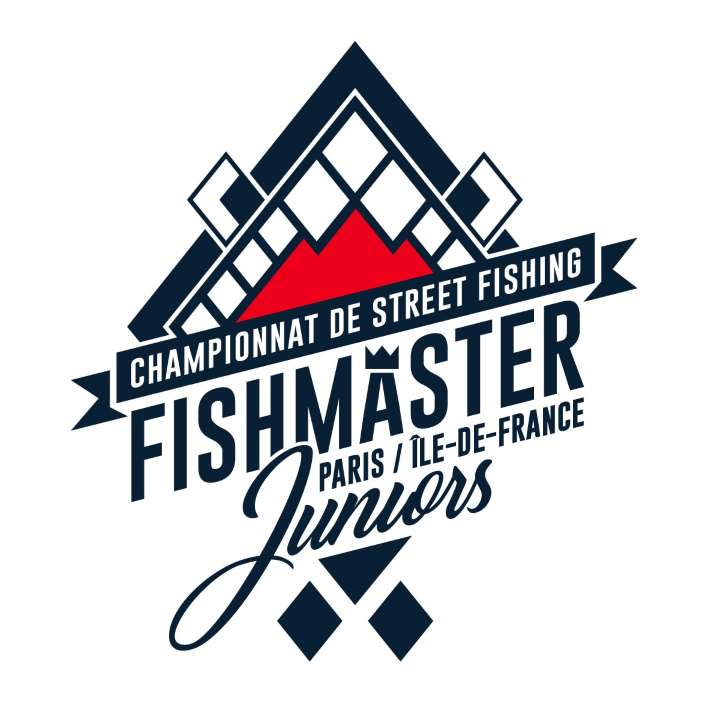 CHAMPIONNAT DE STREET FISHING
FISHMASTER
PARIS / ÎLE-DE-FRANCE
Juniors